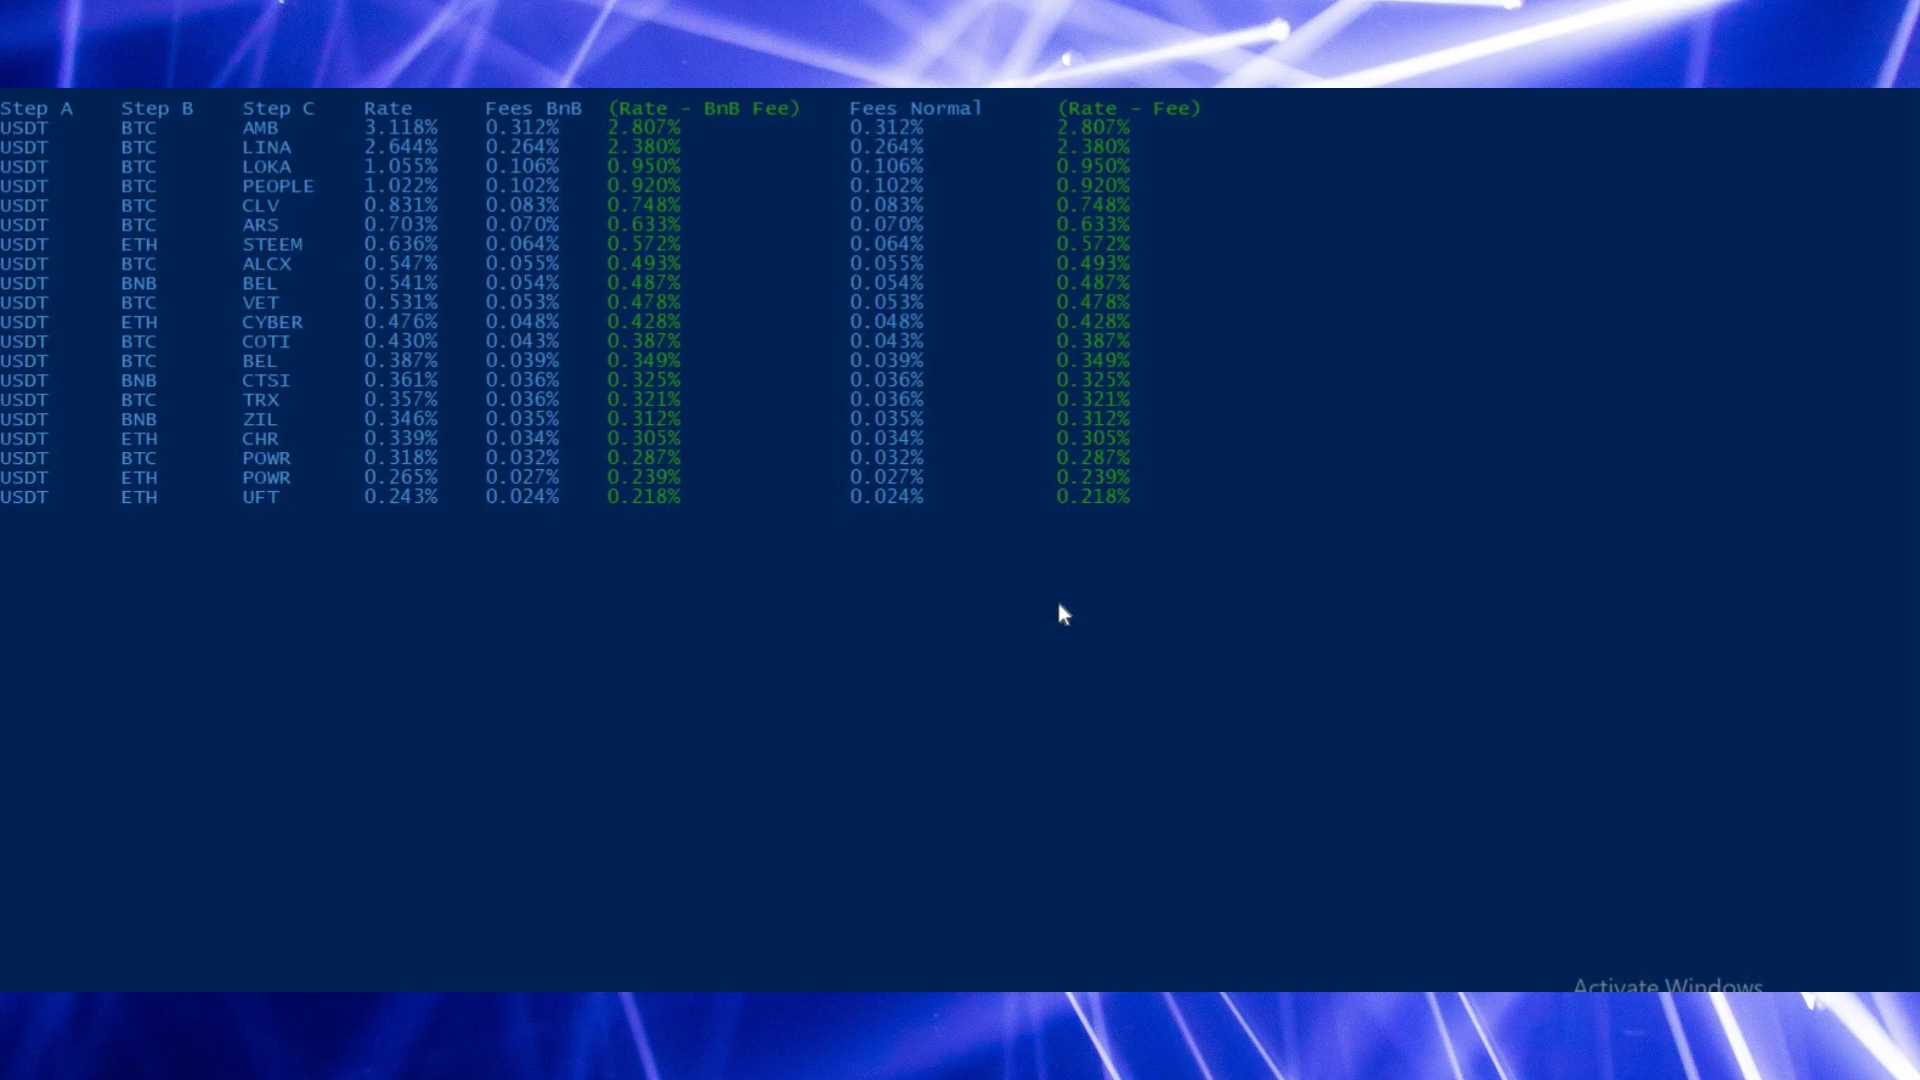 Step A Step B Step C Rate Fees BnB (Rate - BnB Fee) Fees Normal (Rate - Fee)
USDT BTC AMB 3.118% 0.312% 2.807% 0.312% 2.807%
USDT BTC LINA 2.644% 0.264% 2.380% 0.264% 2.380%
USDT BTC LOKA 1.055% 0.106% 0.950% 0.106% 0.950%
USDT BTC PEOPLE 1.022% 0.102% 0.920% 0.102% 0.920%
USDT BTC CLV 0.831% 0.083% 0.748% 0.083% 0.748%
USDT BTC ARS 0.703% 0.070% 0.633% 0.070% 0.633%
USDT ETH STEEM 0.636% 0.064% 0.572% 0.064% 0.572%
USDT BTC ALCX 0.547% 0.055% 0.493% 0.055% 0.493%
USDT BNB BEL 0.541% 0.054% 0.487% 0.054% 0.487%
USDT BTC VET 0.531% 0.053% 0.478% 0.053% 0.478%
USDT ETH CYBER 0.476% 0.048% 0.428% 0.048% 0.428%
USDT BTC COTI 0.430% 0.043% 0.387% 0.043% 0.387%
USDT BTC BEL 0.387% 0.039% 0.349% 0.039% 0.349%
USDT BNB CTSI 0.361% 0.036% 0.325% 0.036% 0.325%
USDT BTC TRX 0.357% 0.036% 0.321% 0.036% 0.321%
USDT BNB ZIL 0.346% 0.035% 0.312% 0.035% 0.312%
USDT ETH CHR 0.339% 0.034% 0.305% 0.034% 0.305%
USDT BTC POWR 0.318% 0.032% 0.287% 0.032% 0.287%
USDT ETH POWR 0.265% 0.027% 0.239% 0.027% 0.239%
USDT ETH UFT 0.243% 0.024% 0.218% 0.024% 0.218%
Activate Windows